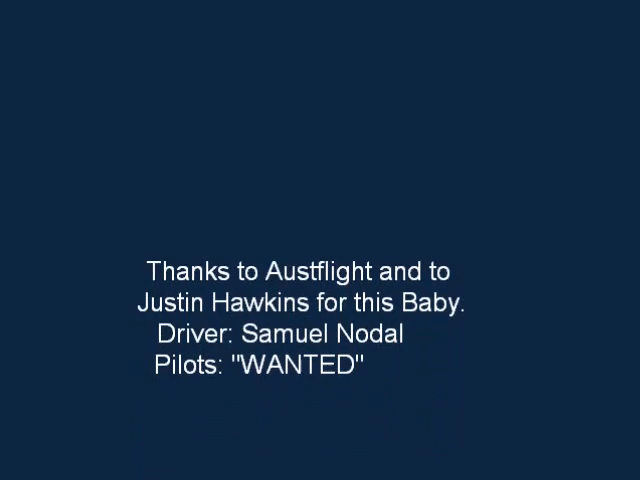 Thanks to Austflight and to
Justin Hawkins for this Baby.
Driver: Samuel Nodal
Pilots: "WANTED"